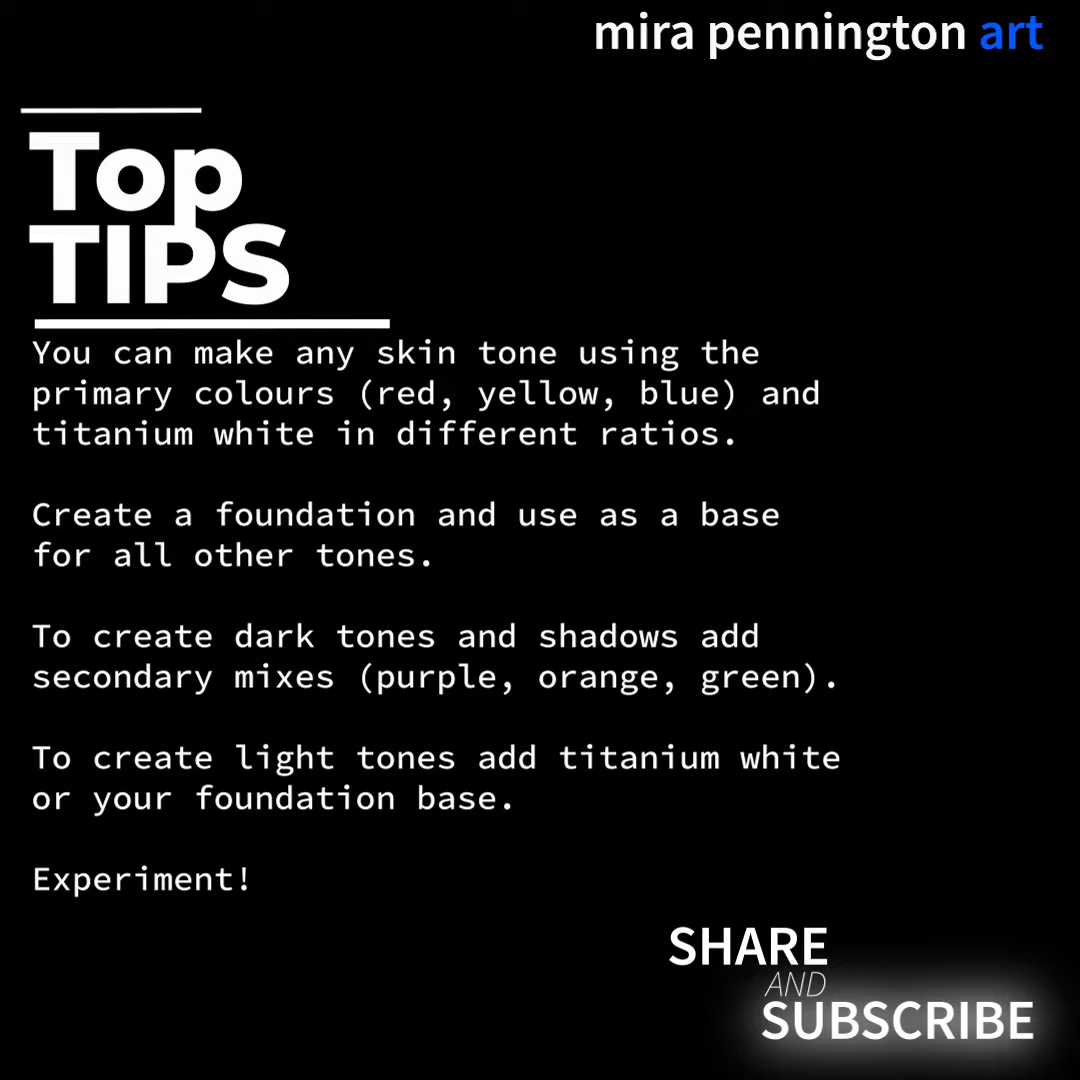 mira pennington art
Top
TIPS
You can make any skin tone using the
primary colours (red, yellow, blue) and
titanium white in different ratios.
Create a foundation and use as a base
for all other tones.
To create dark tones and shadows add
secondary mixes (purple, orange, green).
To create light tones add titanium white
or your foundation base.
Experiment!
SHARE
AND
SUBSCRIBE